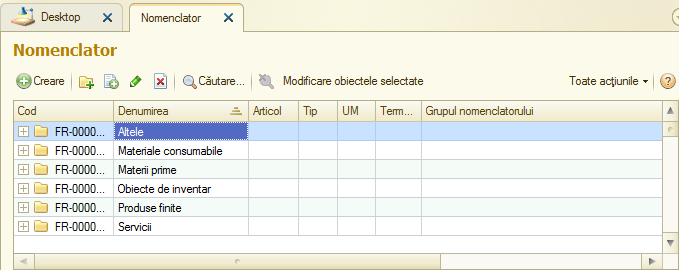 Desktop Nomenclator
Nomenclator
Creare Căutare... Modificare obiectele selectate Toate acţiunile ?
Cod Denumirea Articol Tip UM Term... Grupul nomenclatorului
FR-0000... Altele
FR-0000... Materiale consumabile
FR-0000... Materii prime
FR-0000... Obiecte de inventar
FR-0000... Produse finite
FR-0000... Servicii